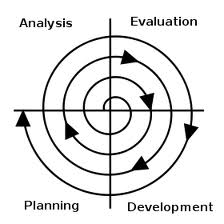 Analysis
Evaluation
Planning
Development